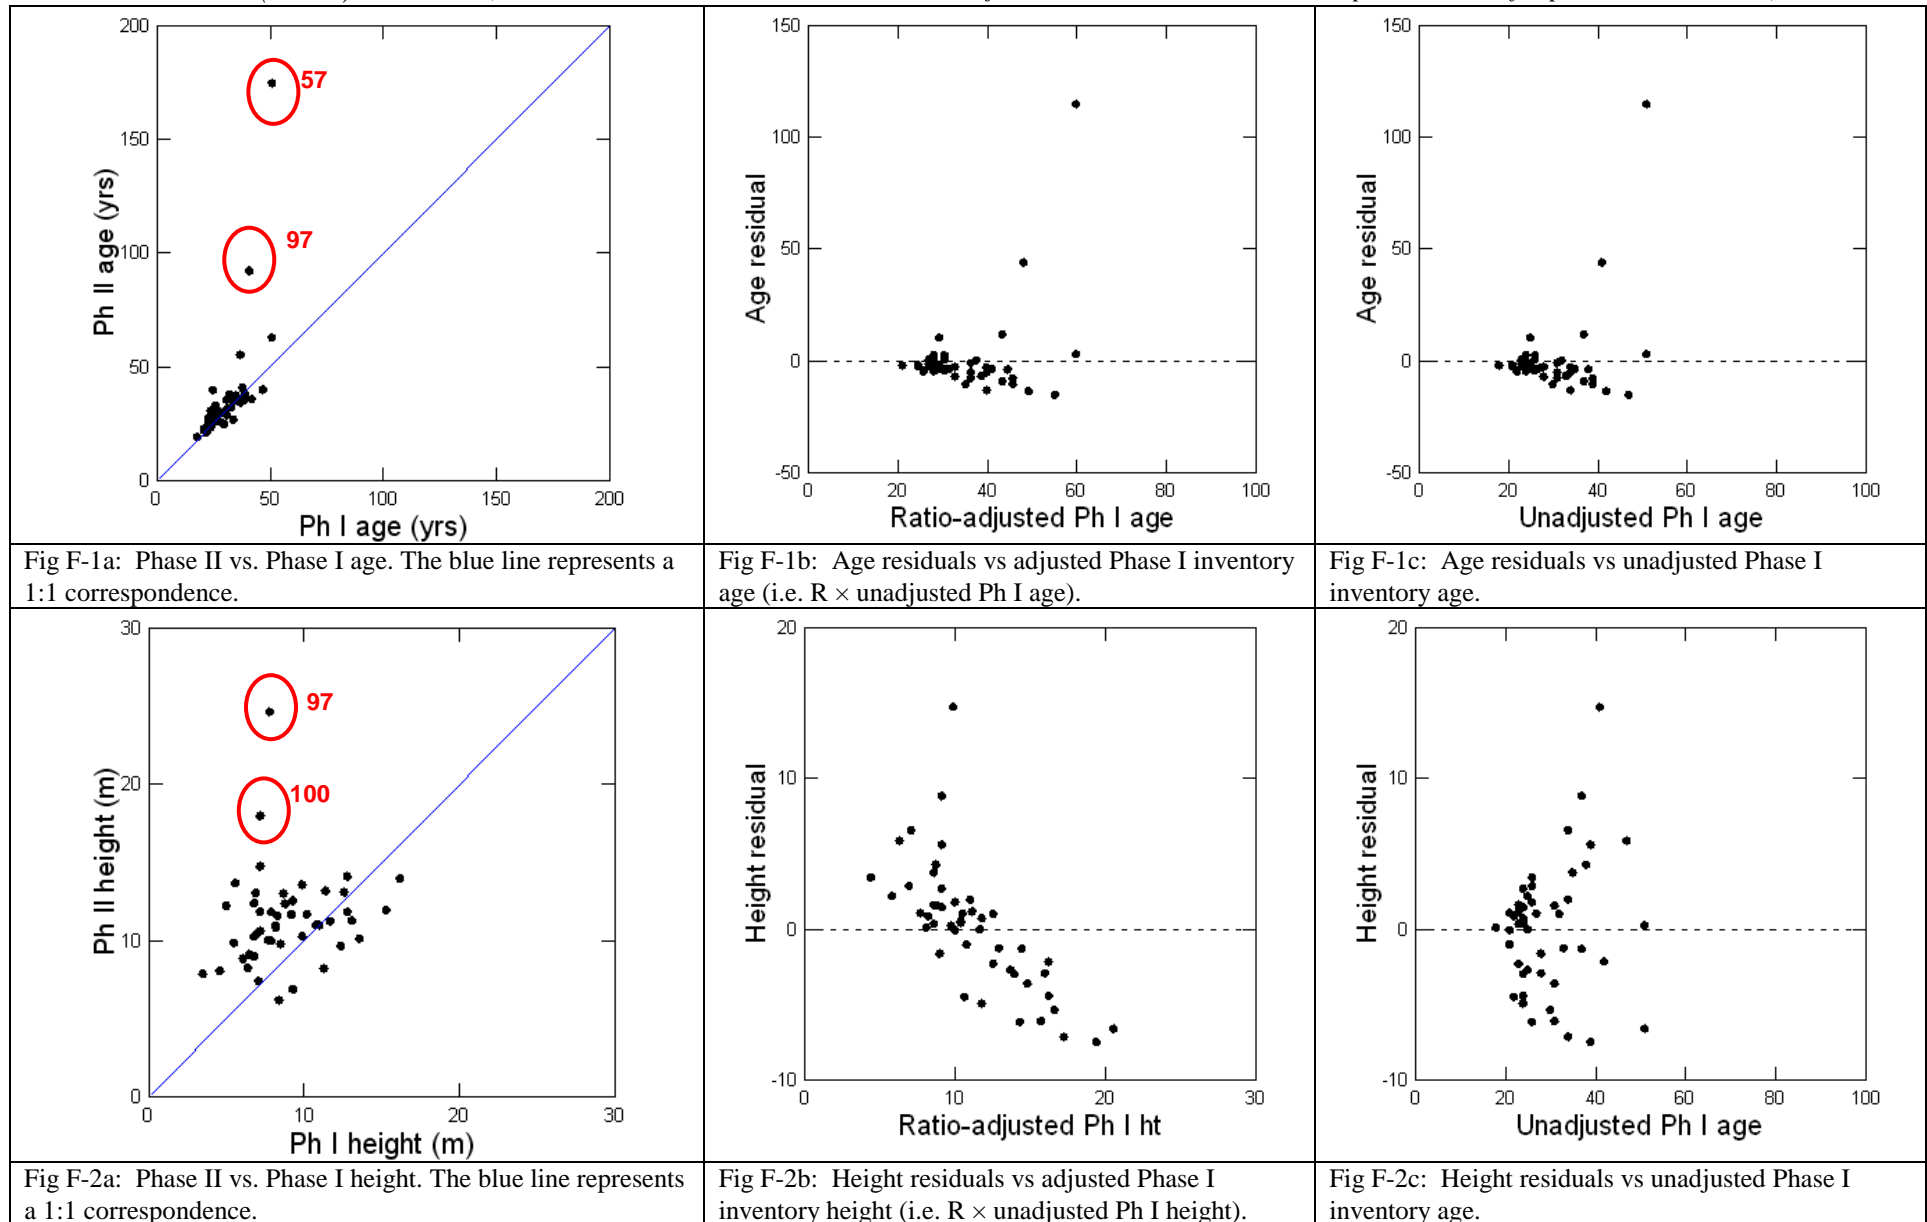 200
150
100
50
0
0
50
100
150
200
Ph II age (yrs)
Ph I age (yrs)
57
97
150
100
50
0
-50
0
20
40
60
80
100
Age residual
Ratio-adjusted Ph I age
150
100
50
0
-50
0
20
40
60
80
100
Age residual
Unadjusted Ph I age
Fig F-1a: Phase II vs. Phase I age. The blue line represents a
1:1 correspondence.
Fig F-1b: Age residuals vs adjusted Phase I inventory
age (i.e. R × unadjusted Ph I age).
Fig F-1c: Age residuals vs unadjusted Phase I
inventory age.
30
20
10
0
0
10
20
30
Ph II height (m)
Ph I height (m)
97
100
20
10
0
-10
0
10
20
30
Height residual
Ratio-adjusted Ph I ht
20
10
0
-10
0
20
40
60
80
100
Height residual
Unadjusted Ph I age
Fig F-2a: Phase II vs. Phase I height. The blue line represents
a 1:1 correspondence.
Fig F-2b: Height residuals vs adjusted Phase I
inventory height (i.e. R × unadjusted Ph I height).
Fig F-2c: Height residuals vs unadjusted Phase I
inventory age.